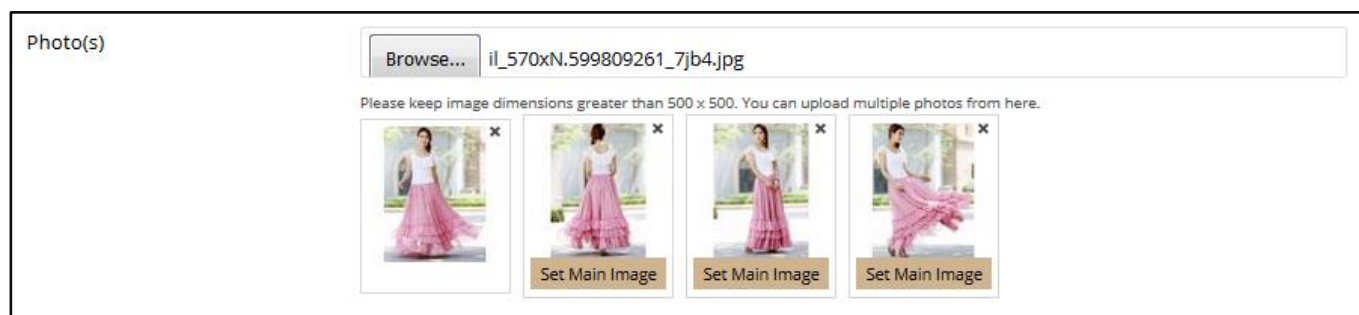 Photo(s)
Browse... il_570xN.599809261_7jb4.jpg
Please keep image dimensions greater than 500 x 500. You can upload multiple photos from here.
Set Main Image Set Main Image Set Main Image